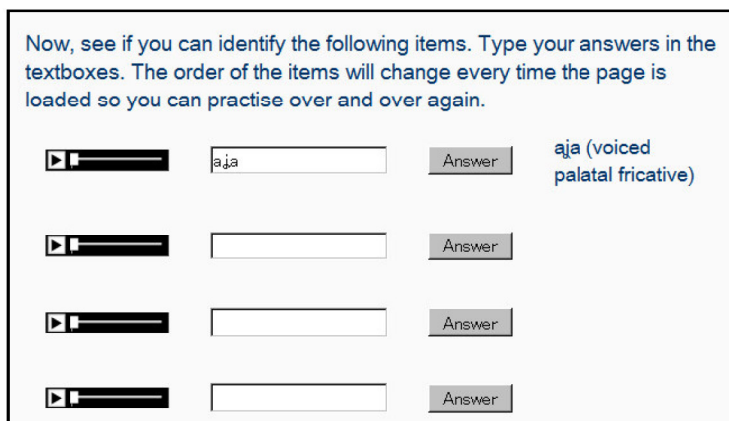 Now, see if you can identify the following items. Type your answers in the
textboxes. The order of the items will change every time the page is
loaded so you can practise over and over again.
aʝa
Answer
aʝa (voiced
palatal fricative)
Answer
Answer
Answer